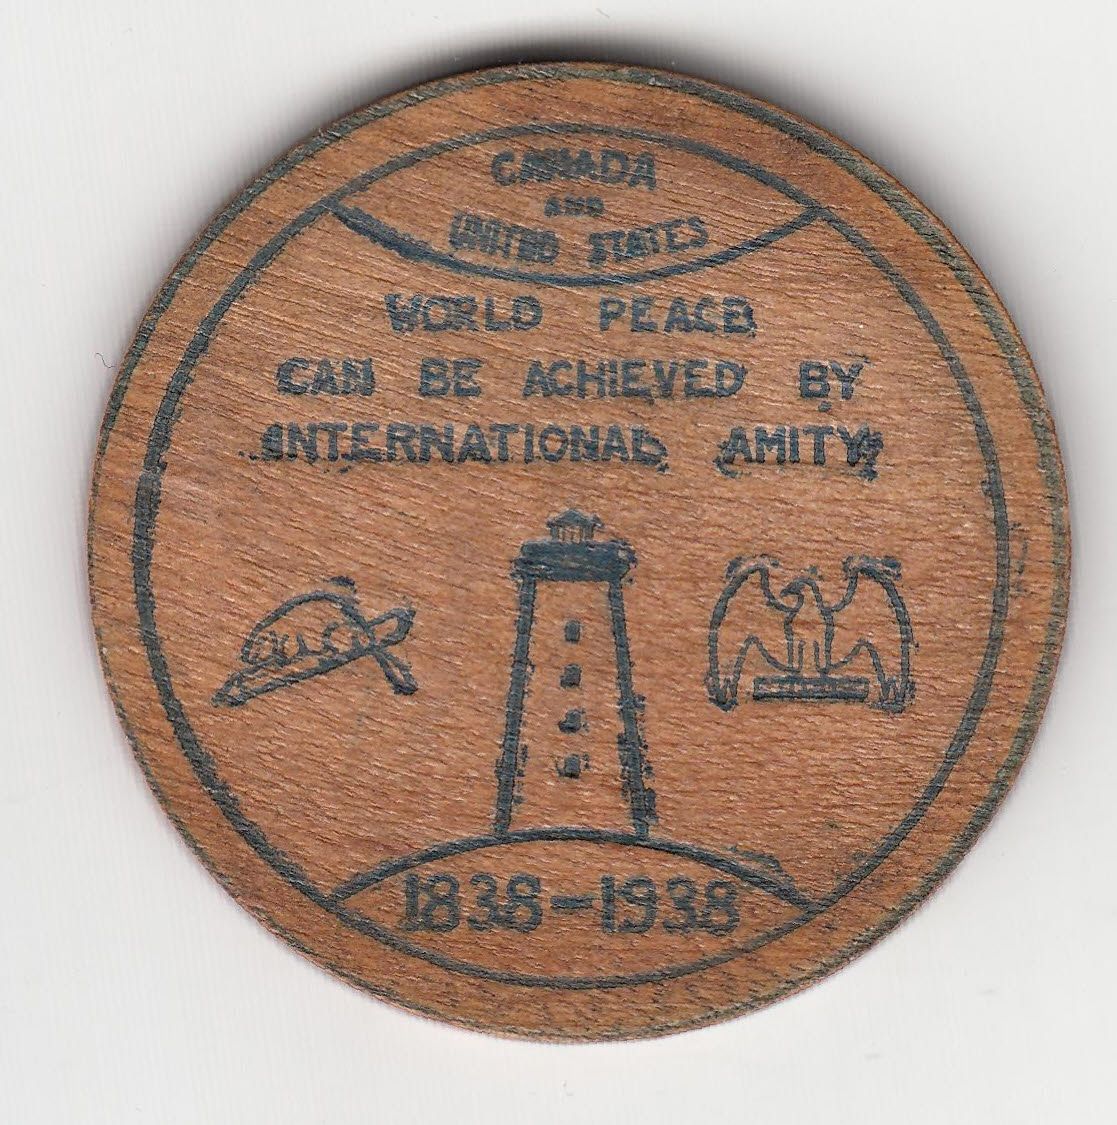 CANADA
AND
UNITED STATES
WORLD PEACE
CAN BE ACHIEVED BY
INTERNATIONAL AMITY
1838-1938